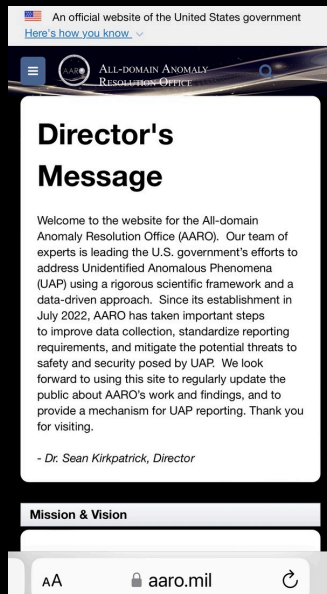 An official website of the United States government
Here's how you know
AARO
ALL-DOMAIN ANOMALY
RESOLUTION OFFICE
Director's
Message
Welcome to the website for the All-domain
Anomaly Resolution Office (AARO).  Our team of
experts is leading the U.S. government’s efforts to
address Unidentified Anomalous Phenomena
(UAP) using a rigorous scientific framework and a
data-driven approach.  Since its establishment in
July 2022, AARO has taken important steps
to improve data collection, standardize reporting
requirements, and mitigate the potential threats to
safety and security posed by UAP.  We look
forward to using this site to regularly update the
public about AARO’s work and findings, and to
provide a mechanism for UAP reporting. Thank you
for visiting.
- Dr. Sean Kirkpatrick, Director
Mission & Vision
AA aaro.mil